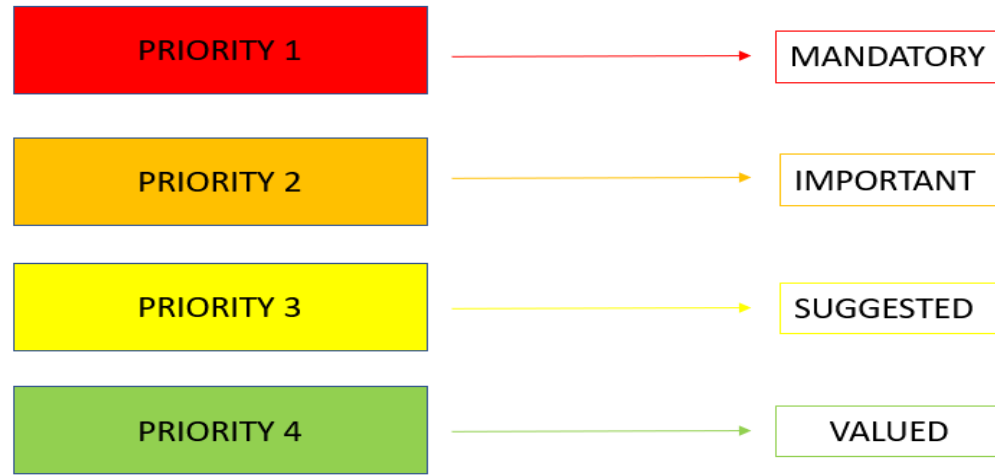 PRIORITY 1
MANDATORY
PRIORITY 2
IMPORTANT
PRIORITY 3
SUGGESTED
PRIORITY 4
VALUED